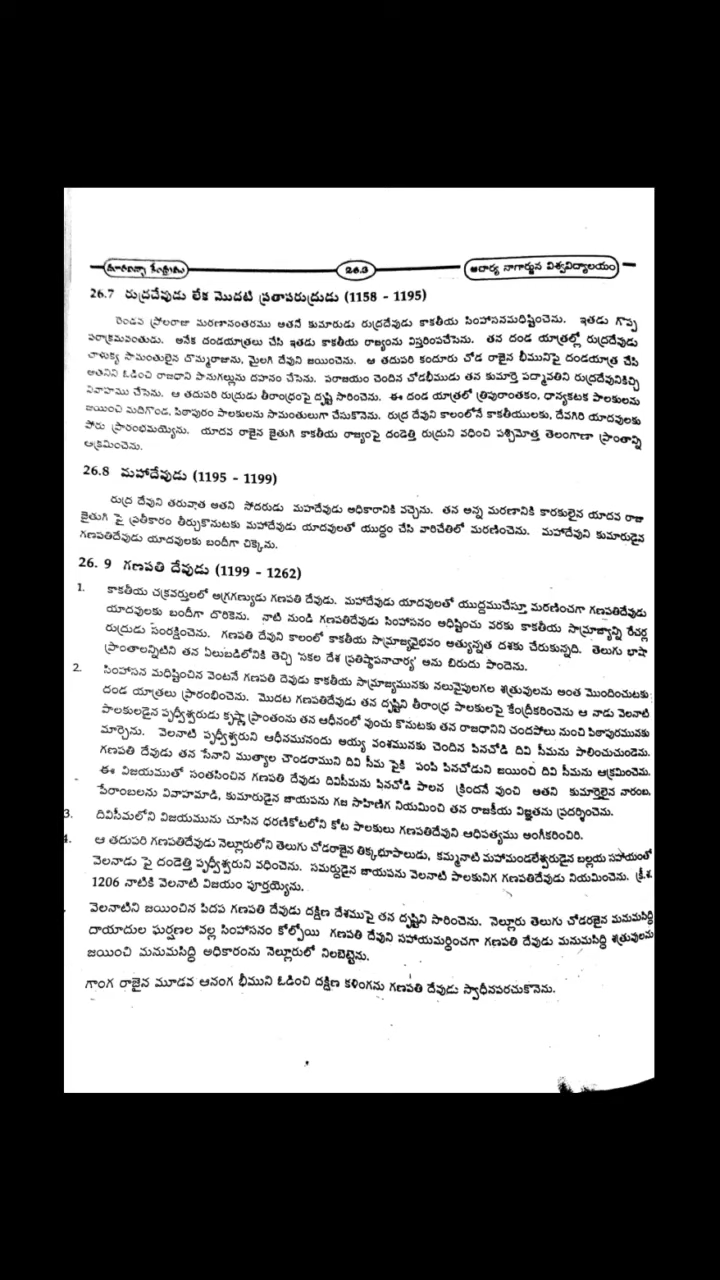 26.3
ఆచార్య నాగార్జున విశ్వవిద్యాలయం
26.7 రుద్రదేవుడు లేక మొదటి ప్రతాపరుద్రుడు (1158 - 1195)
రెండవ ప్రోలరాజు మరణానంతరము అతని కుమారుడు రుద్రదేవుడు కాకతీయ సింహాసనమధిష్టించెను. ఇతడు గొప్ప
పరాక్రమవంతుడు. అనేక దండయాత్రలు చేసి ఇతడు కాకతీయ రాజ్యంను విస్తరింపచేసెను. తన దండ యాత్రల్లో రుద్రదేవుడు
చాళుక్య సామంతులైన దొమ్మరాజును, మైలగి దేవుని జయించెను. ఆ తదుపరి కందూరు చోడ రాజైన భీమునిపై దండయాత్ర చేసి
అతనిని ఓడించి రాజధాని పానుగల్లును దహనం చేసెను. పరాజయం చెందిన చోడభీముడు తన కుమార్తె పద్మావతిని రుద్రదేవునికిచ్చి
వివాహము చేసెను. ఆ తదుపరి రుద్రుడు తీరాంధ్రంపై దృష్టి సారించెను. ఈ దండ యాత్రలో త్రిపురాంతకం, ధాన్యకటక పాలకులను
జయించి మదిగొండ, పిఠాపురం పాలకులను సామంతులుగా చేసుకొనెను. రుద్ర దేవుని కాలంలోనే కాకతీయులకు, దేవగిరి యాదవులకు
పోరు ప్రారంభమయ్యెను. యాదవ రాజైన జైతుగి కాకతీయ రాజ్యంపై దండెత్తి రుద్రుని వధించి పశ్చిమోత్త తెలంగాణా ప్రాంతాన్ని
ఆక్రమించెను.
26.8 మహాదేవుడు (1195 - 1199)
రుద్ర దేవుని తరువాత ఆతని సోదరుడు మహదేవుడు అధికారానికి వచ్చెను. తన అన్న మరణానికి కారకులైన యాదవ రాజు
జైతుగి పై ప్రతీకారం తీర్చుకొనుటకు మహాదేవుడు యాదవులతో యుద్ధం చేసి వారిచేతిలో మరణించెను. మహాదేవుని కుమారుడైన
గణపతిదేవుడు యాదవులకు బందీగా చిక్కెను.
26. 9 గణపతి దేవుడు (1199 - 1262)
1. కాకతీయ చక్రవర్తులలో అగ్రగణ్యుడు గణపతి దేవుడు. మహాదేవుడు యాదవులతో యుద్ధముచేస్తూ మరణించగా గణపతిదేవుడు
యాదవులకు బందీగా దొరికెను. నాటి నుండి గణపతిదేవుడు సింహాసనం అధిష్టించు వరకు కాకతీయ సామ్రాజ్యాన్ని రేచర్ల
రుద్రుడు సంరక్షించెను. గణపతి దేవుని కాలంలో కాకతీయ సామ్రాజ్యవైభవం అత్యున్నత దశకు చేరుకున్నది. తెలుగు భాషా
ప్రాంతాలన్నిటిని తన ఏలుబడిలోనికి తెచ్చి 'సకల దేశ ప్రతిష్ఠాపనాచార్య' అను బిరుదు పొందెను.
2. సింహాసన మధిష్టించిన వెంటనే గణపతి దెవుడు కాకతీయ సామ్రాజ్యమునకు నలువైపులగల శత్రువులను అంత మొందించుటకు
దండ యాత్రలు ప్రారంభించెను. మొదట గణపతిదేవుడు తన దృష్టిని తీరాంధ్ర పాలకులపై కేంద్రీకరించెను ఆ నాడు వెలనాటి
పాలకులడైన పృధ్వీశ్వరుడు కృష్ణా ప్రాంతంను తన ఆధీనంలో వుంచు కొనుటకు తన రాజధానిని చందవోలు నుంచి పిఠాపురమునకు
మార్చెను. వెలనాటి పృధ్వీశ్వరుని ఆధీనమునందు అయ్య వంశమునకు చెందిన పినచోడి దివి సీమను పాలించుచుండెను.
గణపతి దేవుడు తన సేనాని ముత్యాల చెండరాముని దివి సీమ పైకి పంపి పినచోడుని జయించి దివి సీమను ఆక్రమించెను.
ఈ విజయముతో సంతసించిన గణపతి దేవుడు దివిసీమను పినచోడి పాలన క్రిందనే వుంచి అతని కుమార్తెలైన నారంబ,
పేరాంబలను వివాహమాడి, కుమారుడైన జాయపను గజ సాహిణిగ నియమించి తన రాజకీయ విజ్ఞతను ప్రదర్శించెను.
3. దివిసీమలోని విజయమును చూసిన ధరణికోటలోని కోట పాలకులు గణపతిదేవుని ఆధిపత్యము అంగీకరించిరి.
4. ఆ తదుపరి గణపతిదేవుడు నెల్లూరులోని తెలుగు చోడరాజైన తిక్కభూపాలుడు, కమ్మనాటి మహామండలేశ్వరుడైన బల్లయ సహాయంతో
వెలనాడు పై దండెత్తి పృధ్వీశ్వరుని వధించెను. సమర్థుడైన జాయపను వెలనాటి పాలకునిగ గణపతిదేవుడు నియమించెను. క్రీ.శ.
1206 నాటికి వెలనాటి విజయం పూర్తయ్యెను.
వెలనాటిని జయించిన పిదప గణపతి దేవుడు దక్షిణ దేశముపై తన దృష్టిని సారించెను. నెల్లూరు తెలుగు చోడరాజైన మనుమసిద్ధి
దాయాదుల ఘర్షణల వల్ల సింహాసనం కోల్పోయి గణపతి దేవుని సహాయమర్ధించగా గణపతి దేవుడు మనుమసిద్ధి శత్రువులను
జయించి మనుమసిద్ధి అధికారంను నెల్లూరులో నిలబెట్టెను.
గాంగ రాజైన మూడవ ఆనంగ భీముని ఓడించి దక్షిణ కళింగను గణపతి దేవుడు స్వాధీనపరచుకొనెను.